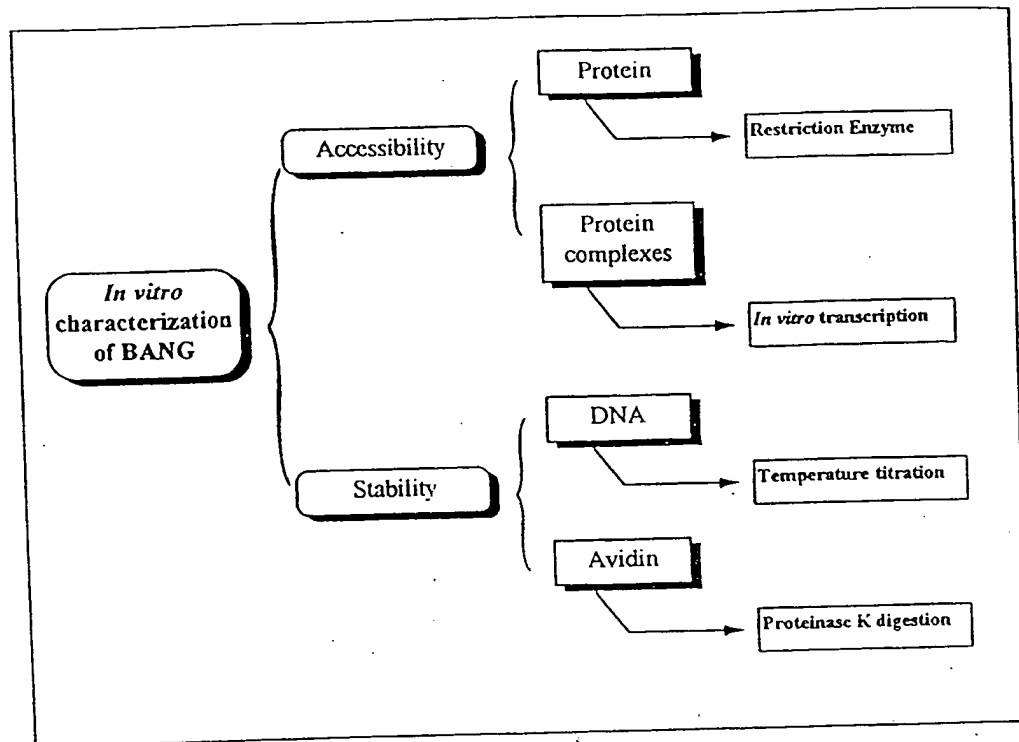 Protein
Restriction Enzyme
Accessibility
Protein
complexes
In vitro transcription
In vitro
characterization
of BANG
DNA
Temperature titration
Stability
Avidin
Proteinase K digestion